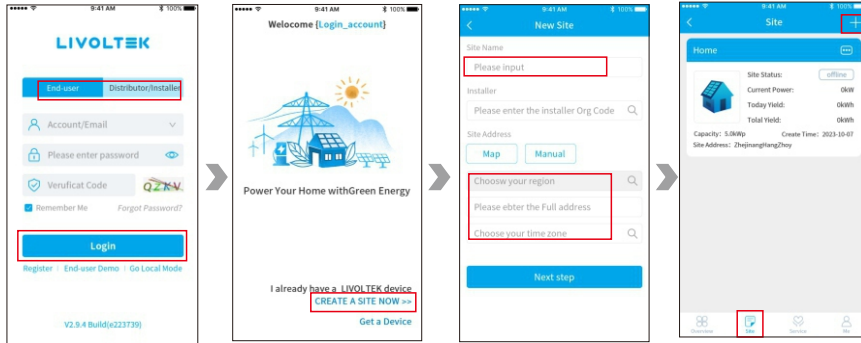 9:41 AM
100%
LIVOLTEK
End-user
Distributor/Installer
Account/Email
Please enter password
Veruficat Code
QZKV
Remember Me
Forgot Password?
Login
Register | End-user Demo | Go Local Mode
V2.9.4 Build(e223739)
9:41 AM
100%
Welcome {Login_account}
Power Your Home withGreen Energy
I already have a LIVOLTEK device
CREATE A SITE NOW >>
Get a Device
9:41 AM
100%
New Site
Site Name
Please input
Installer
Please enter the installer Org Code
Site Address
Map
Manual
Choosw your region
Please ebter the Full address
Choose your time zone
Next step
9:41 AM
100%
Site
Home
Site Status: offline
Current Power: 0kW
Today Yield: 0kWh
Total Yield: 0kWh
Capacity: 5.0kWp Create Time: 2023-10-07
Site Address: ZhejinangHangZhoy
Overview
Site
Service
Me